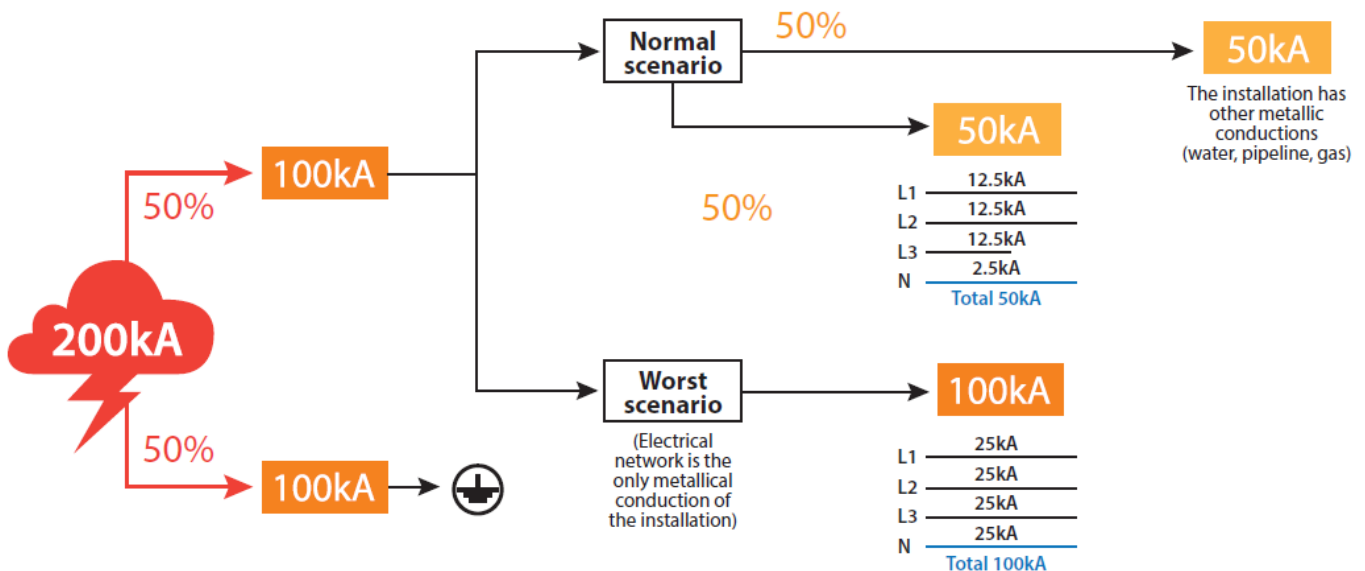 200kA
50%
100kA
50%
100kA
Normal
scenario
50%
50kA
The installation has
other metallic
conductions
(water, pipeline, gas)
50%
50kA
L1 12.5kA
L2 12.5kA
L3 12.5kA
N 2.5kA
Total 50kA
Worst
scenario
(Electrical
network is the
only metallical
conduction of
the installation)
100kA
L1 25kA
L2 25kA
L3 25kA
N 25kA
Total 100kA